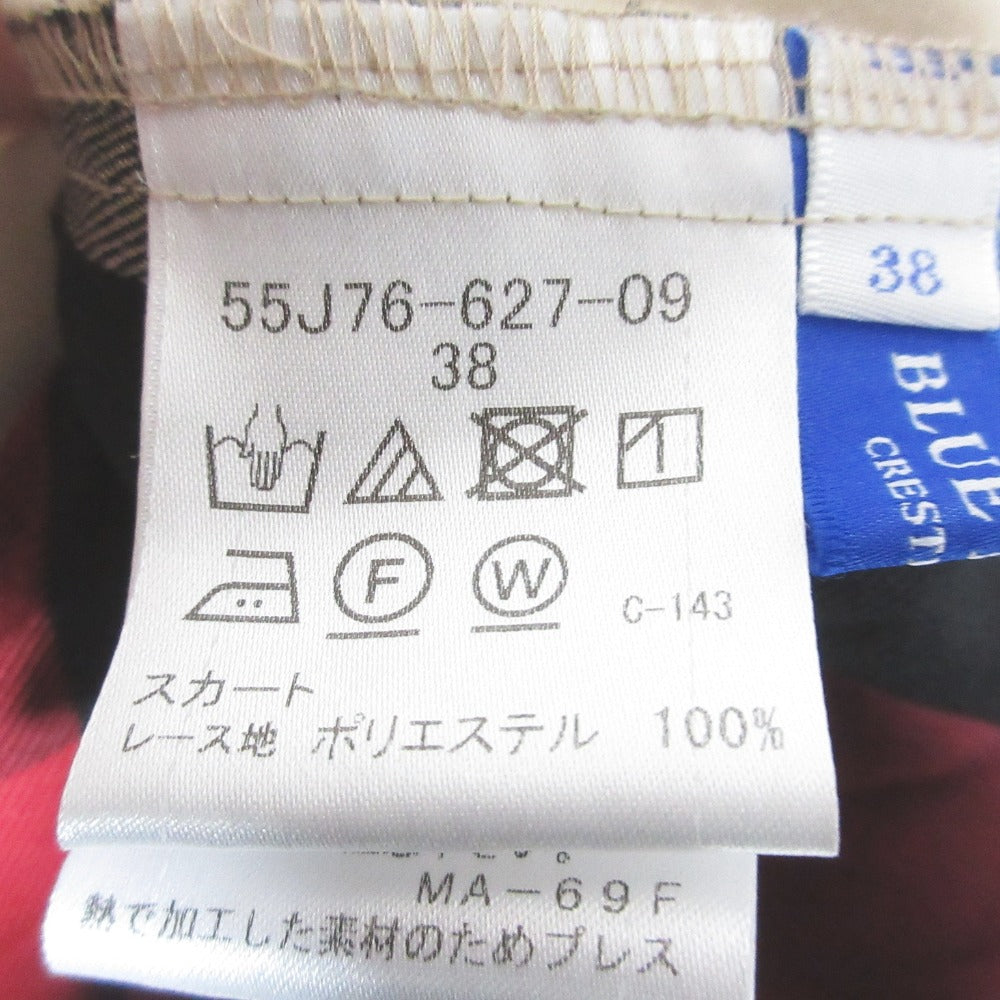 55J76-627-09
38
F
W
C-143
スカート
レース地 ポリエステル 100%
MA-69F
熱で加工した素材のためプレス
38
BLUE
CREST